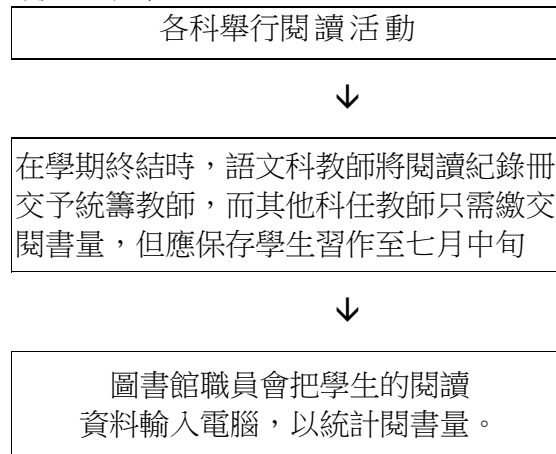 各科舉行閱讀活動
↓
在學期終結時，語文科教師將閱讀紀錄冊
交予統籌教師，而其他科任教師只需繳交
閱書量，但應保存學生習作至七月中旬
↓
圖書館職員會把學生的閱讀
資料輸入電腦，以統計閱書量。